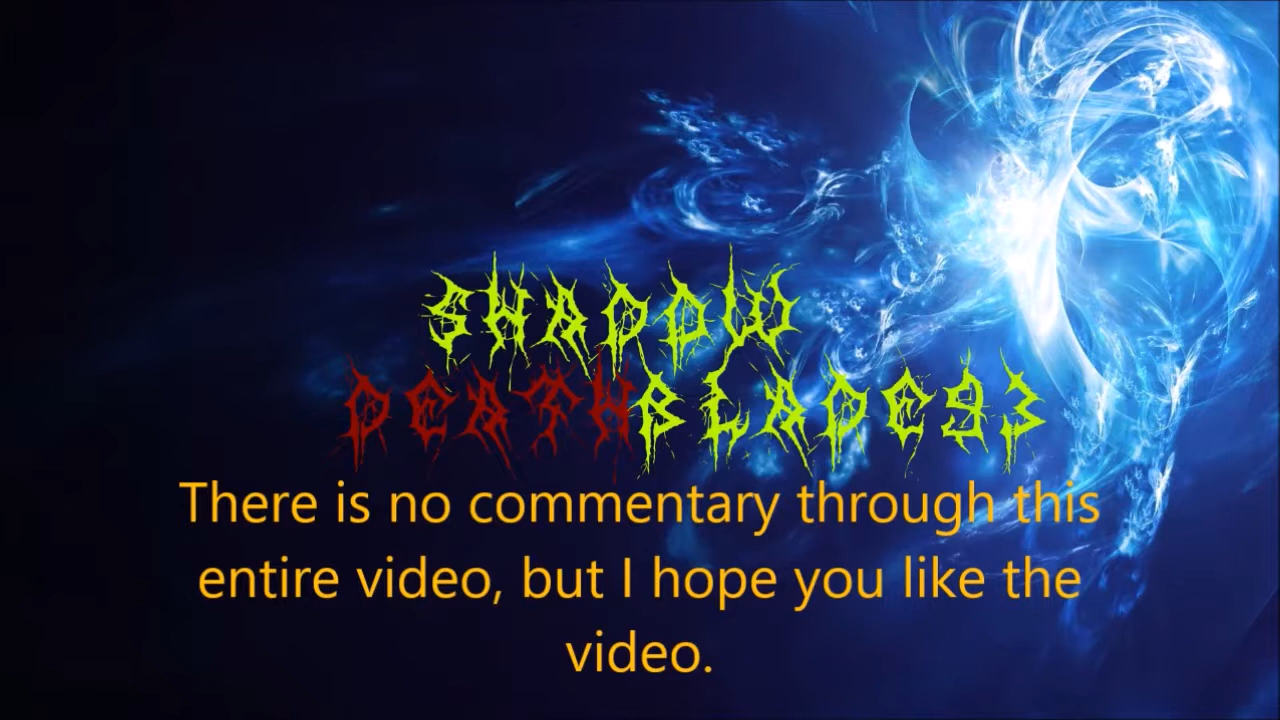 SHADOW
DEATHBLADE93
There is no commentary through this
entire video, but I hope you like the
video.